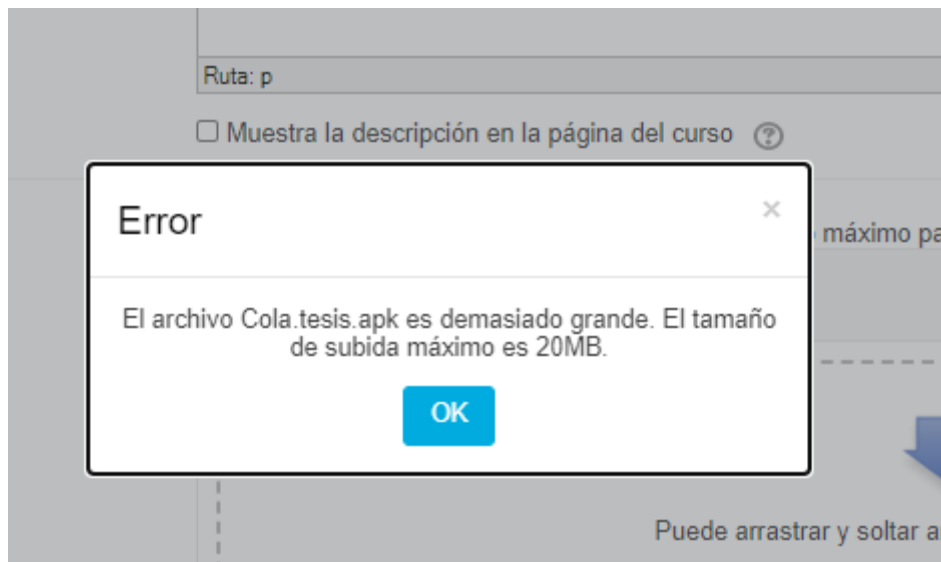 Ruta: p
Muestra la descripción en la página del curso
Error
máximo pa
El archivo Cola.tesis.apk es demasiado grande. El tamaño
de subida máximo es 20MB.
OK
Puede arrastrar y soltar a